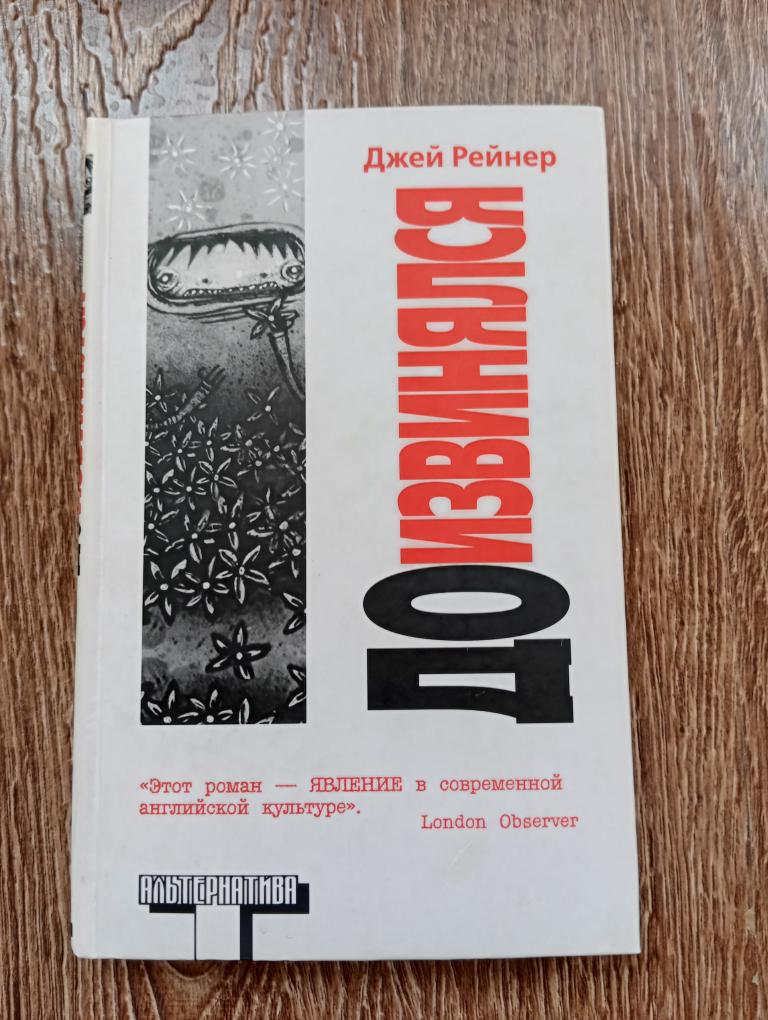 Джей Рейнер
ДОИЗВИНЯЛСЯ
«Этот роман — ЯВЛЕНИЕ в современной
английской культуре».
London Observer
АЛЬТЕРНАТИВА